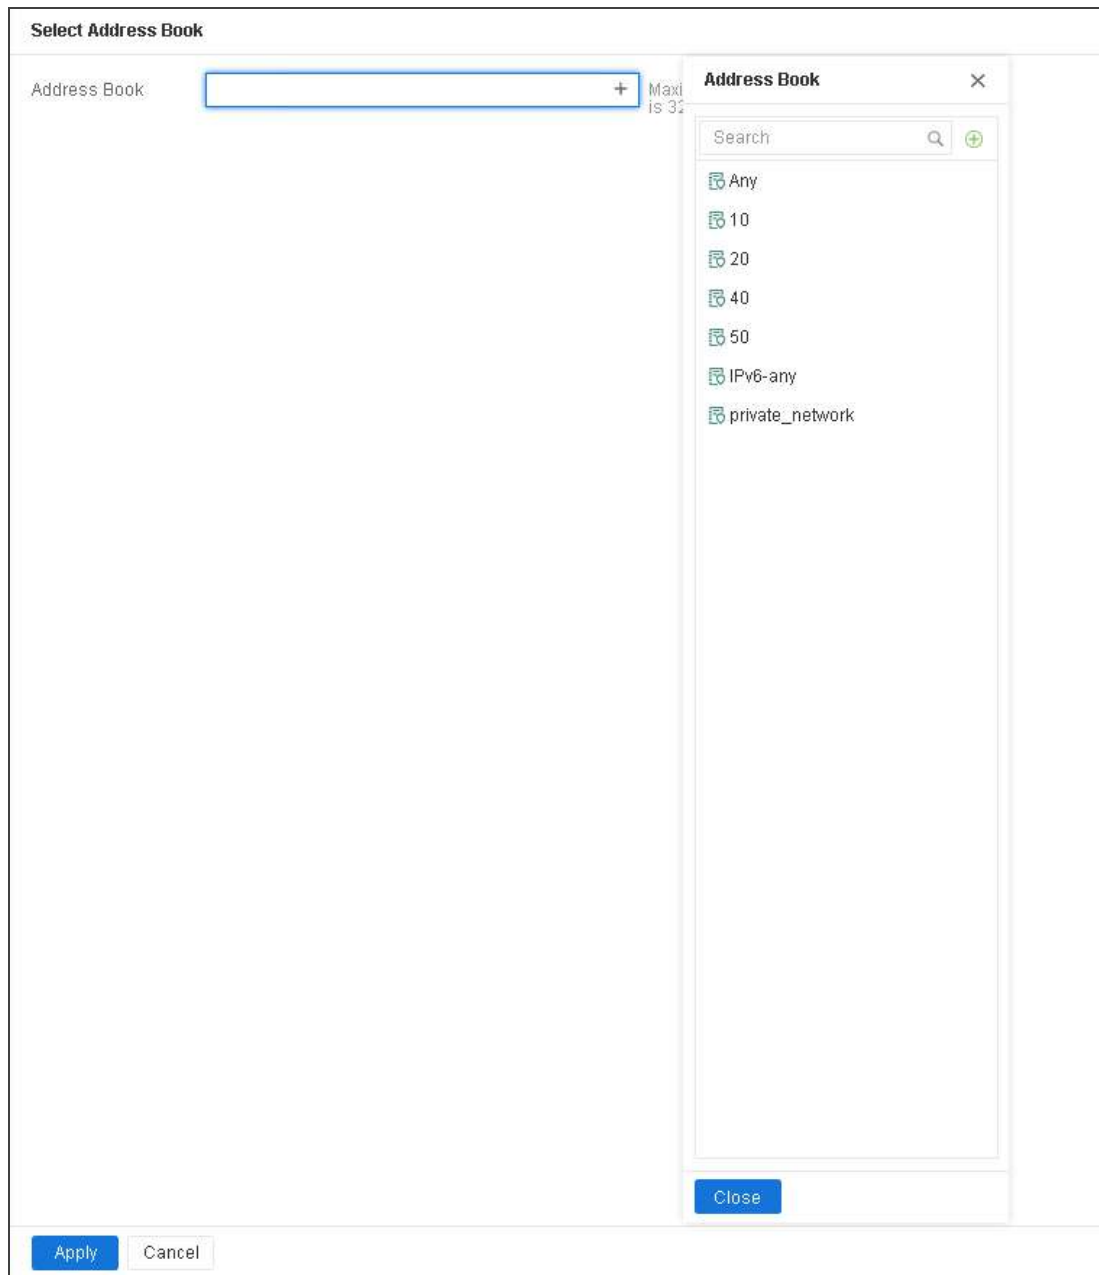 Select Address Book
Address Book
+
Maxi
is 32
Address Book
Search
Any
10
20
40
50
IPv6-any
private_network
Close
Apply
Cancel